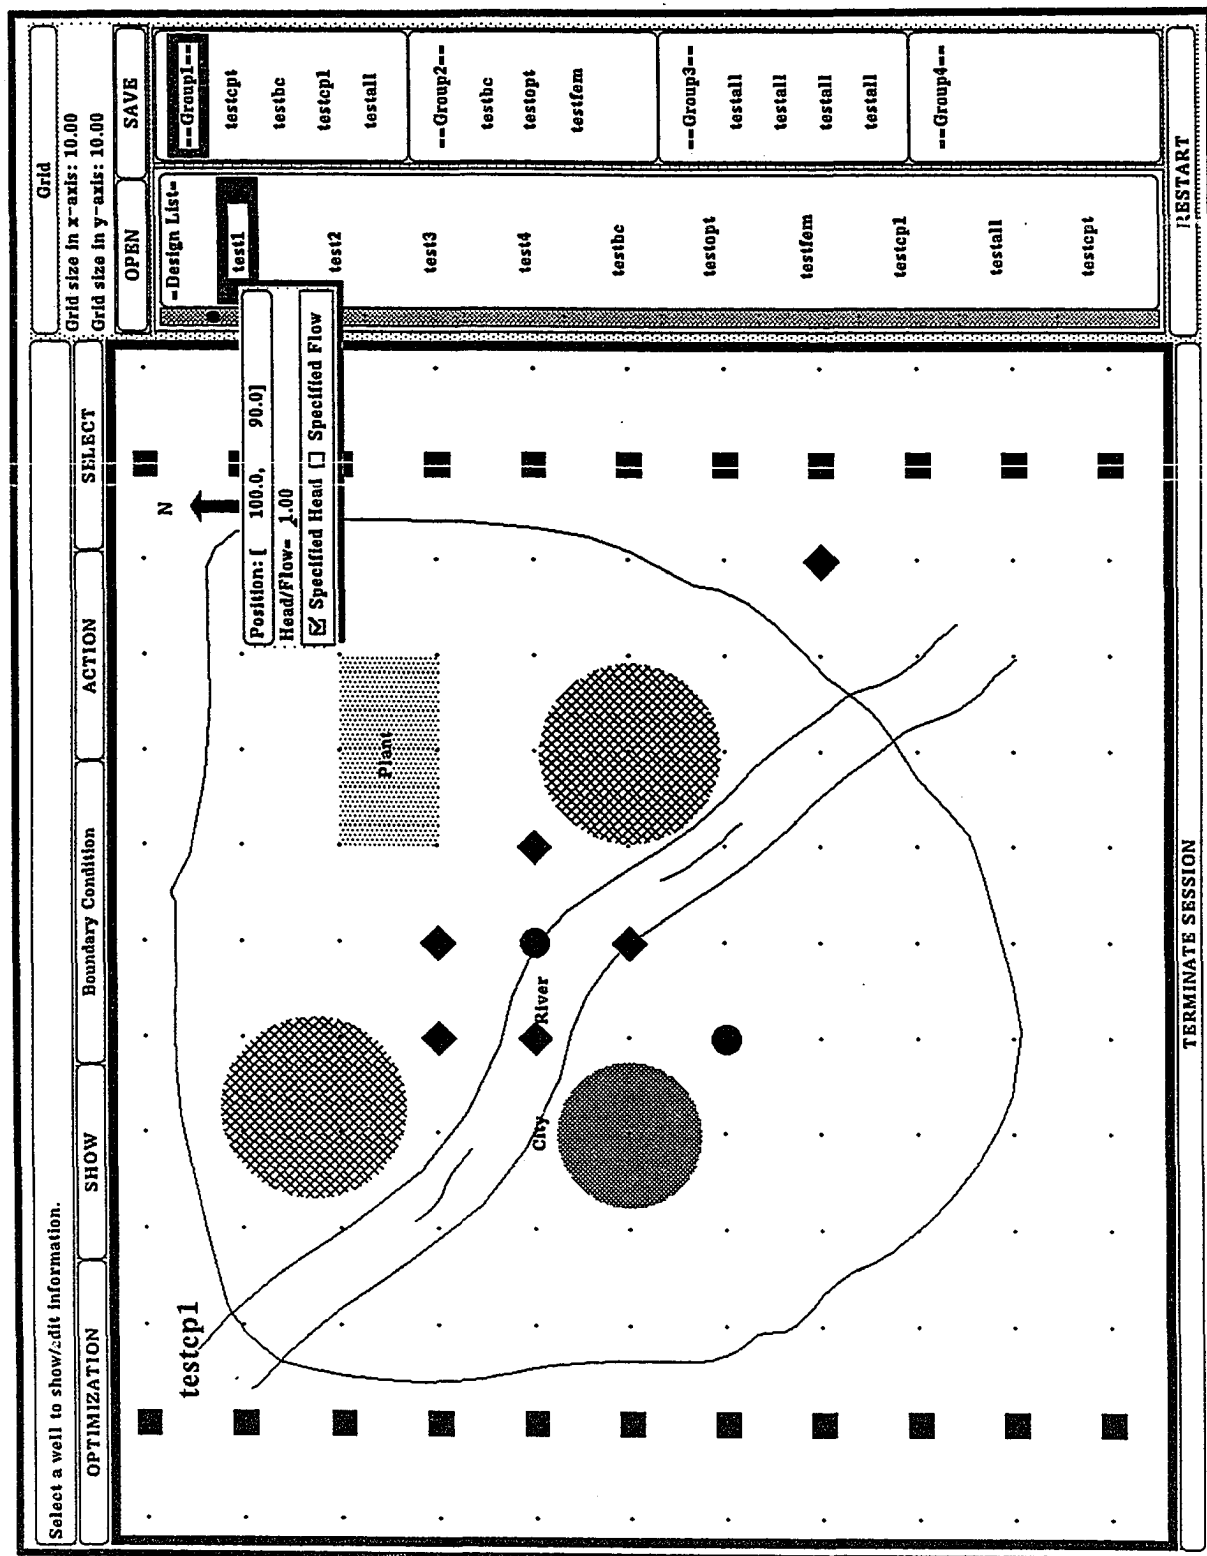 Select a well to show/edit information.
Grid
Grid size in x-axis: 10.00
Grid size in y-axis: 10.00
OPTIMIZATION
SHOW
Boundary Condition
ACTION
SELECT
OPEN
SAVE
testcp1
N
Position: [ 100.0, 90.0]
Head/Flow= 1.00
Specified Head Specified Flow
Plant
River
City
=Design List=
test1
test2
test3
test4
testbc
testopt
testfem
testcp1
testall
testcpt
==Group1==
testcpt
testbc
testcp1
testall
==Group2==
testbc
testopt
testfem
==Group3==
testall
testall
testall
testall
==Group4==
TERMINATE SESSION
RESTART